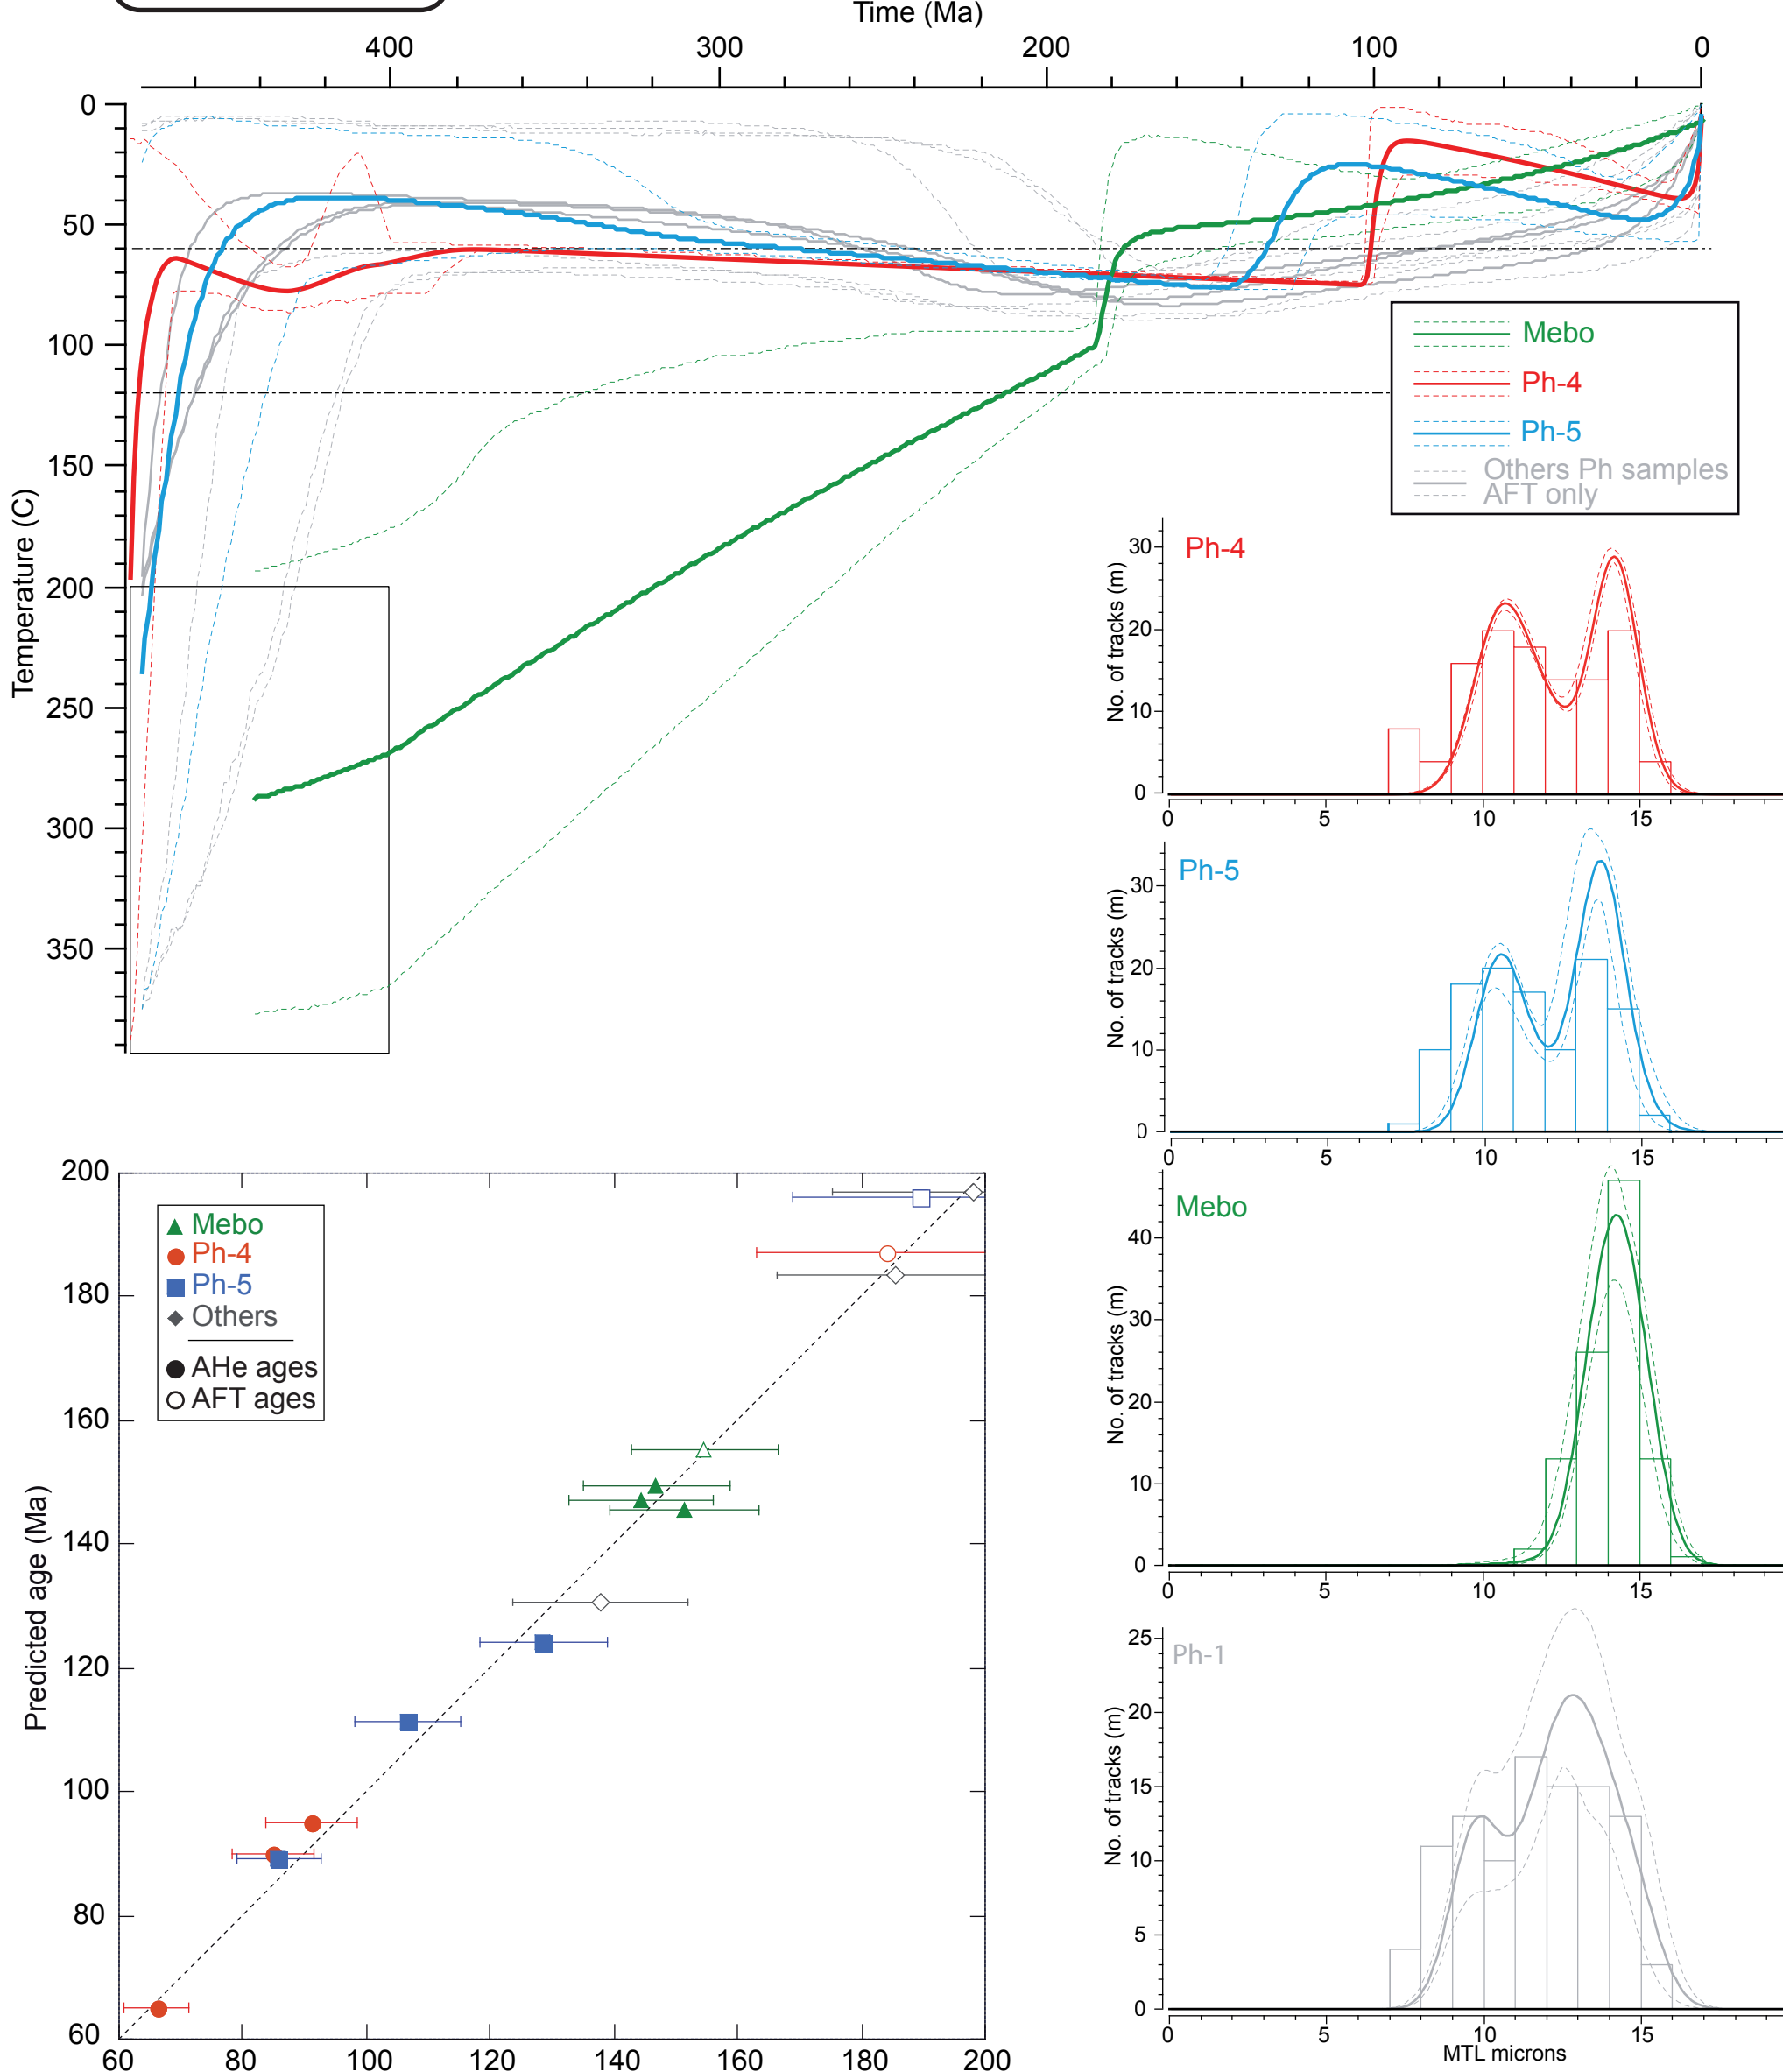 Time (Ma)
400 300 200 100 0
0
50
100
150
200
250
300
350
Temperature (C)
Mebo
Ph-4
Ph-5
Others Ph samples
AFT only
Ph-4
No. of tracks (m)
30
20
10
0
0 5 10 15
Ph-5
No. of tracks (m)
30
20
10
0
0 5 10 15
Mebo
No. of tracks (m)
40
30
20
10
0
0 5 10 15
Ph-1
No. of tracks (m)
25
20
15
10
5
0
0 5 10 15
MTL microns
200
180
160
140
120
100
80
60
Predicted age (Ma)
Mebo
Ph-4
Ph-5
Others
AHe ages
AFT ages
60 80 100 120 140 160 180 200